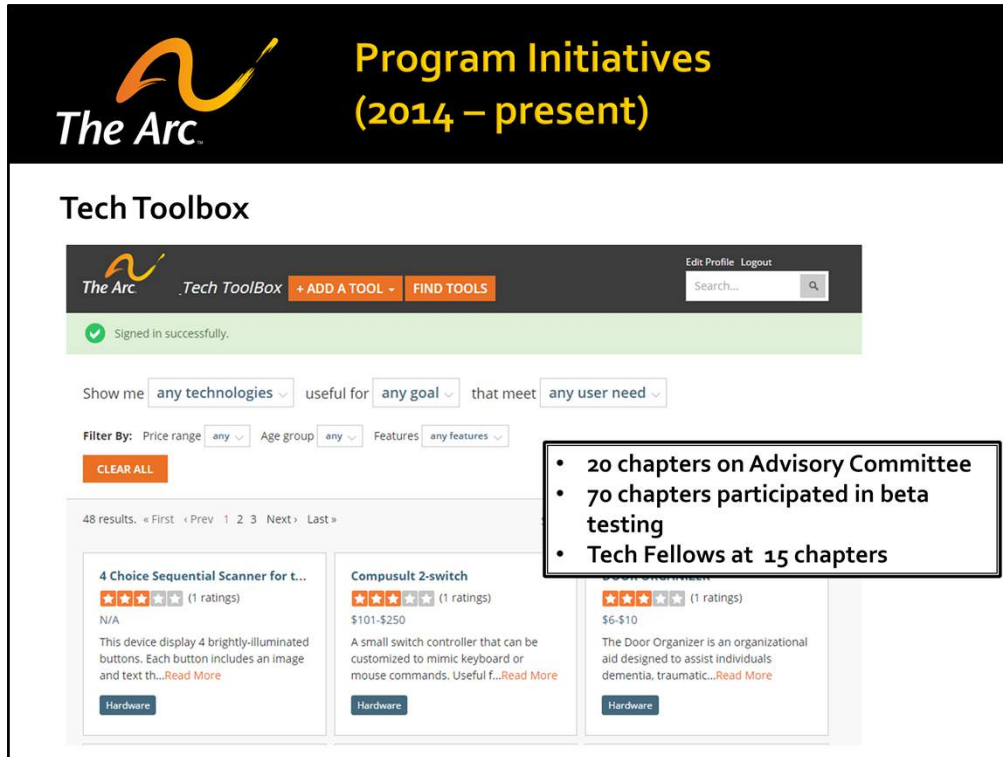 The Arc™
Program Initiatives
(2014 – present)
Tech Toolbox
The Arc
Tech ToolBox
+ ADD A TOOL
FIND TOOLS
Edit Profile Logout
Search...
Signed in successfully.
Show me any technologies useful for any goal that meet any user need
Filter By: Price range any Age group any Features any features
CLEAR ALL
• 20 chapters on Advisory Committee
• 70 chapters participated in beta
testing
• Tech Fellows at 15 chapters
48 results. « First ‹ Prev 1 2 3 Next › Last »
4 Choice Sequential Scanner for t...
(1 ratings)
N/A
This device display 4 brightly-illuminated
buttons. Each button includes an image
and text th...Read More
Hardware
Compusult 2-switch
(1 ratings)
$101-$250
A small switch controller that can be
customized to mimic keyboard or
mouse commands. Useful f...Read More
Hardware
DOOR ORGANIZER
(1 ratings)
$6-$10
The Door Organizer is an organizational
aid designed to assist individuals
dementia, traumatic...Read More
Hardware